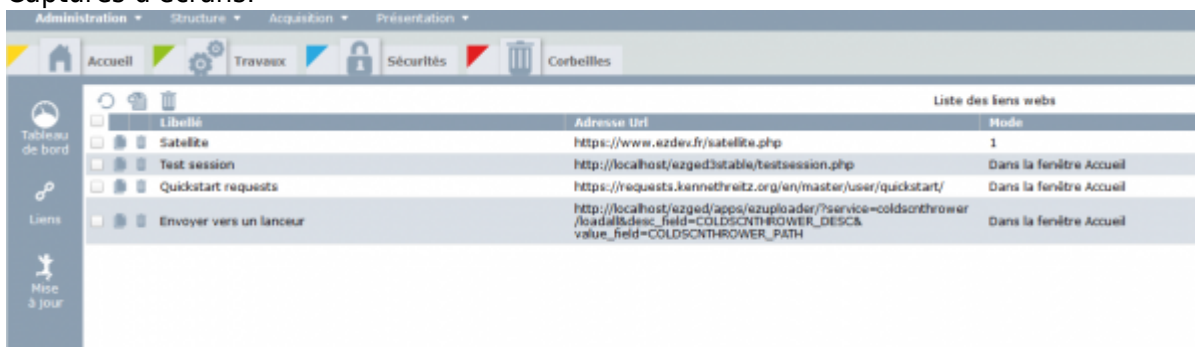 Captures d'écrans:
Administration Structure Acquisition Présentation
Accueil Travaux Sécurités Corbeilles
Liste des liens webs
Libellé Adresse Url Mode
Tableau de bord
Satellite https://www.ezdev.fr/satellite.php 1
Test session http://localhost/ezged3stable/testsession.php Dans la fenêtre Accueil
Quickstart requests https://requests.kennethreitz.org/en/master/user/quickstart/ Dans la fenêtre Accueil
Liens
Envoyer vers un lanceur http://localhost/ezged/apps/ezuploader/?service=coldscnthrower
/loadall&desc_field=COLDSCNTHROWER_DESC&
value_field=COLDSCNTHROWER_PATH Dans la fenêtre Accueil
Mise
à jour